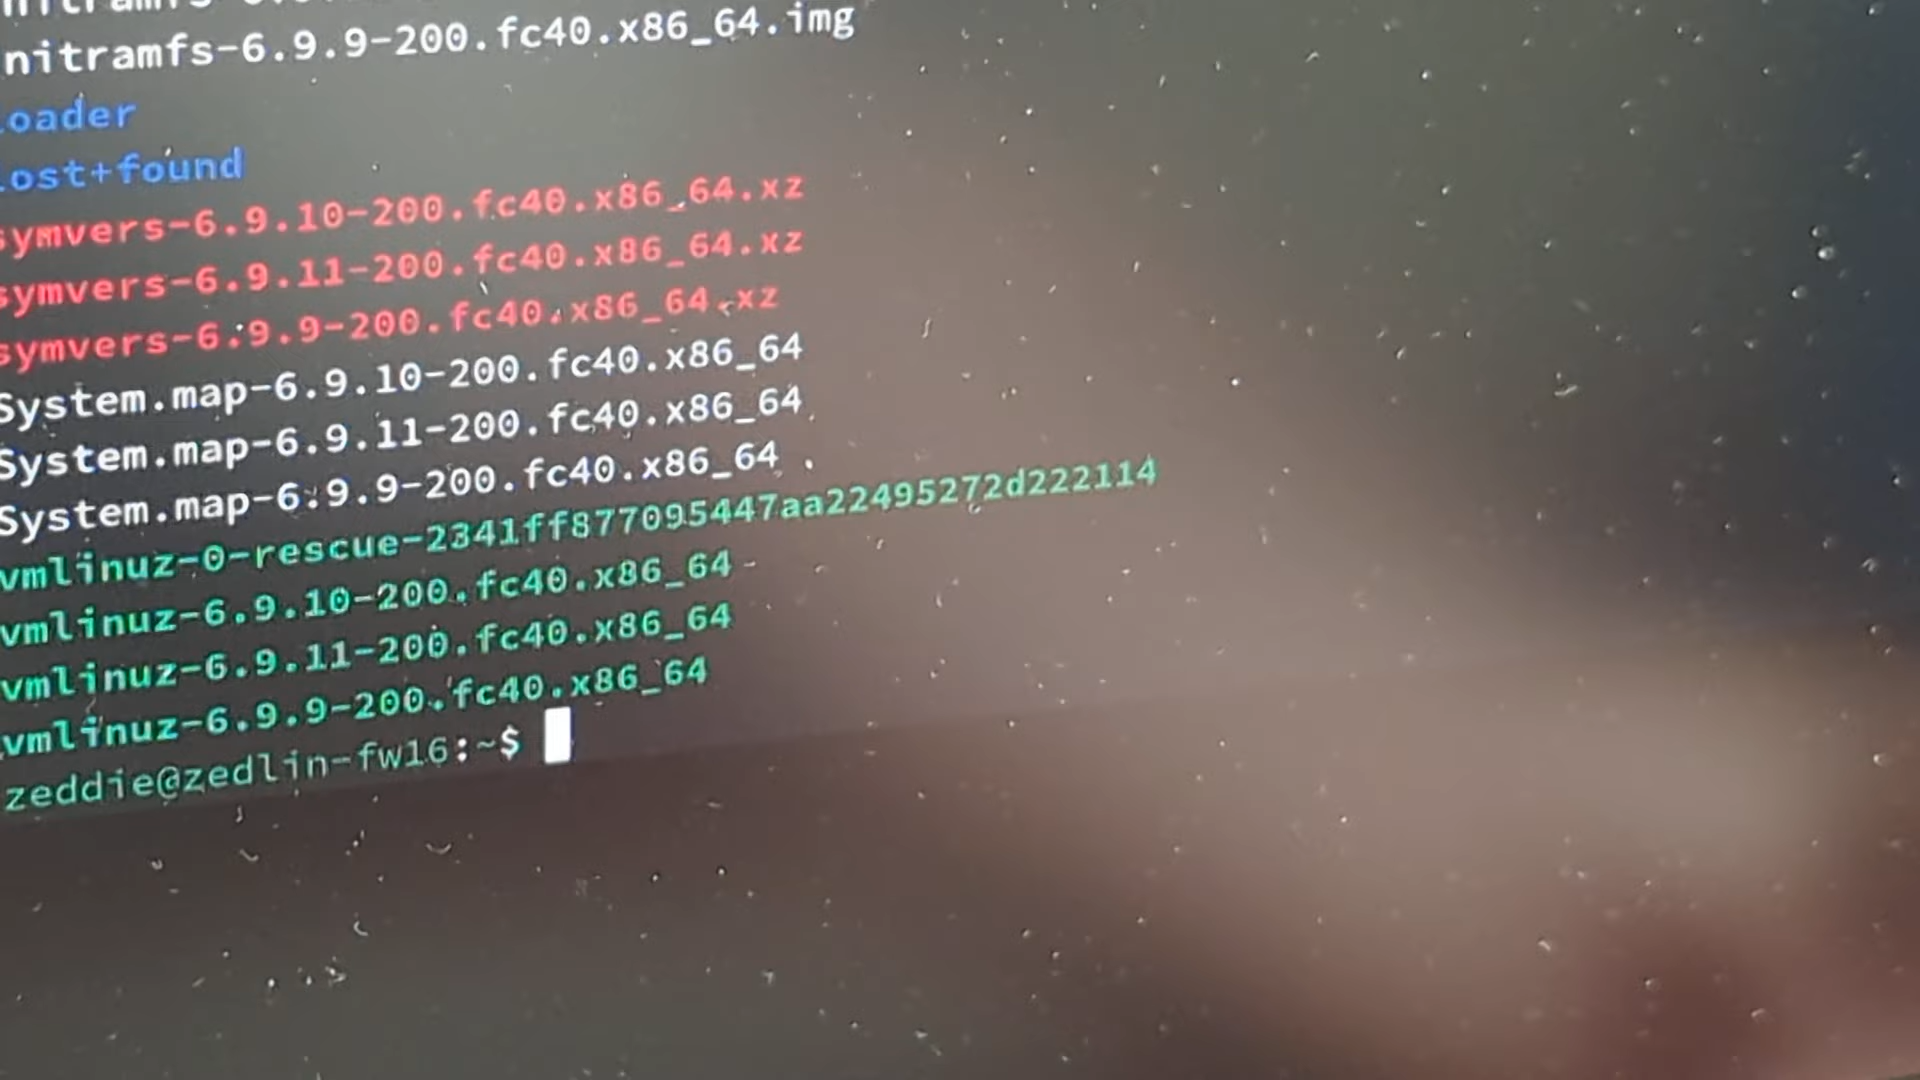 nitramfs-6.9.9-200.fc40.x86_64.img
loader
lost+found
symvers-6.9.10-200.fc40.x86_64.xz
symvers-6.9.11-200.fc40.x86_64.xz
symvers-6.9.9-200.fc40.x86_64.xz
System.map-6.9.10-200.fc40.x86_64
System.map-6.9.11-200.fc40.x86_64
System.map-6.9.9-200.fc40.x86_64
vmlinuz-0-rescue-2341ff877095447aa22495272d222114
vmlinuz-6.9.10-200.fc40.x86_64
vmlinuz-6.9.11-200.fc40.x86_64
vmlinuz-6.9.9-200.fc40.x86_64
zeddie@zedlin-fw16:~$